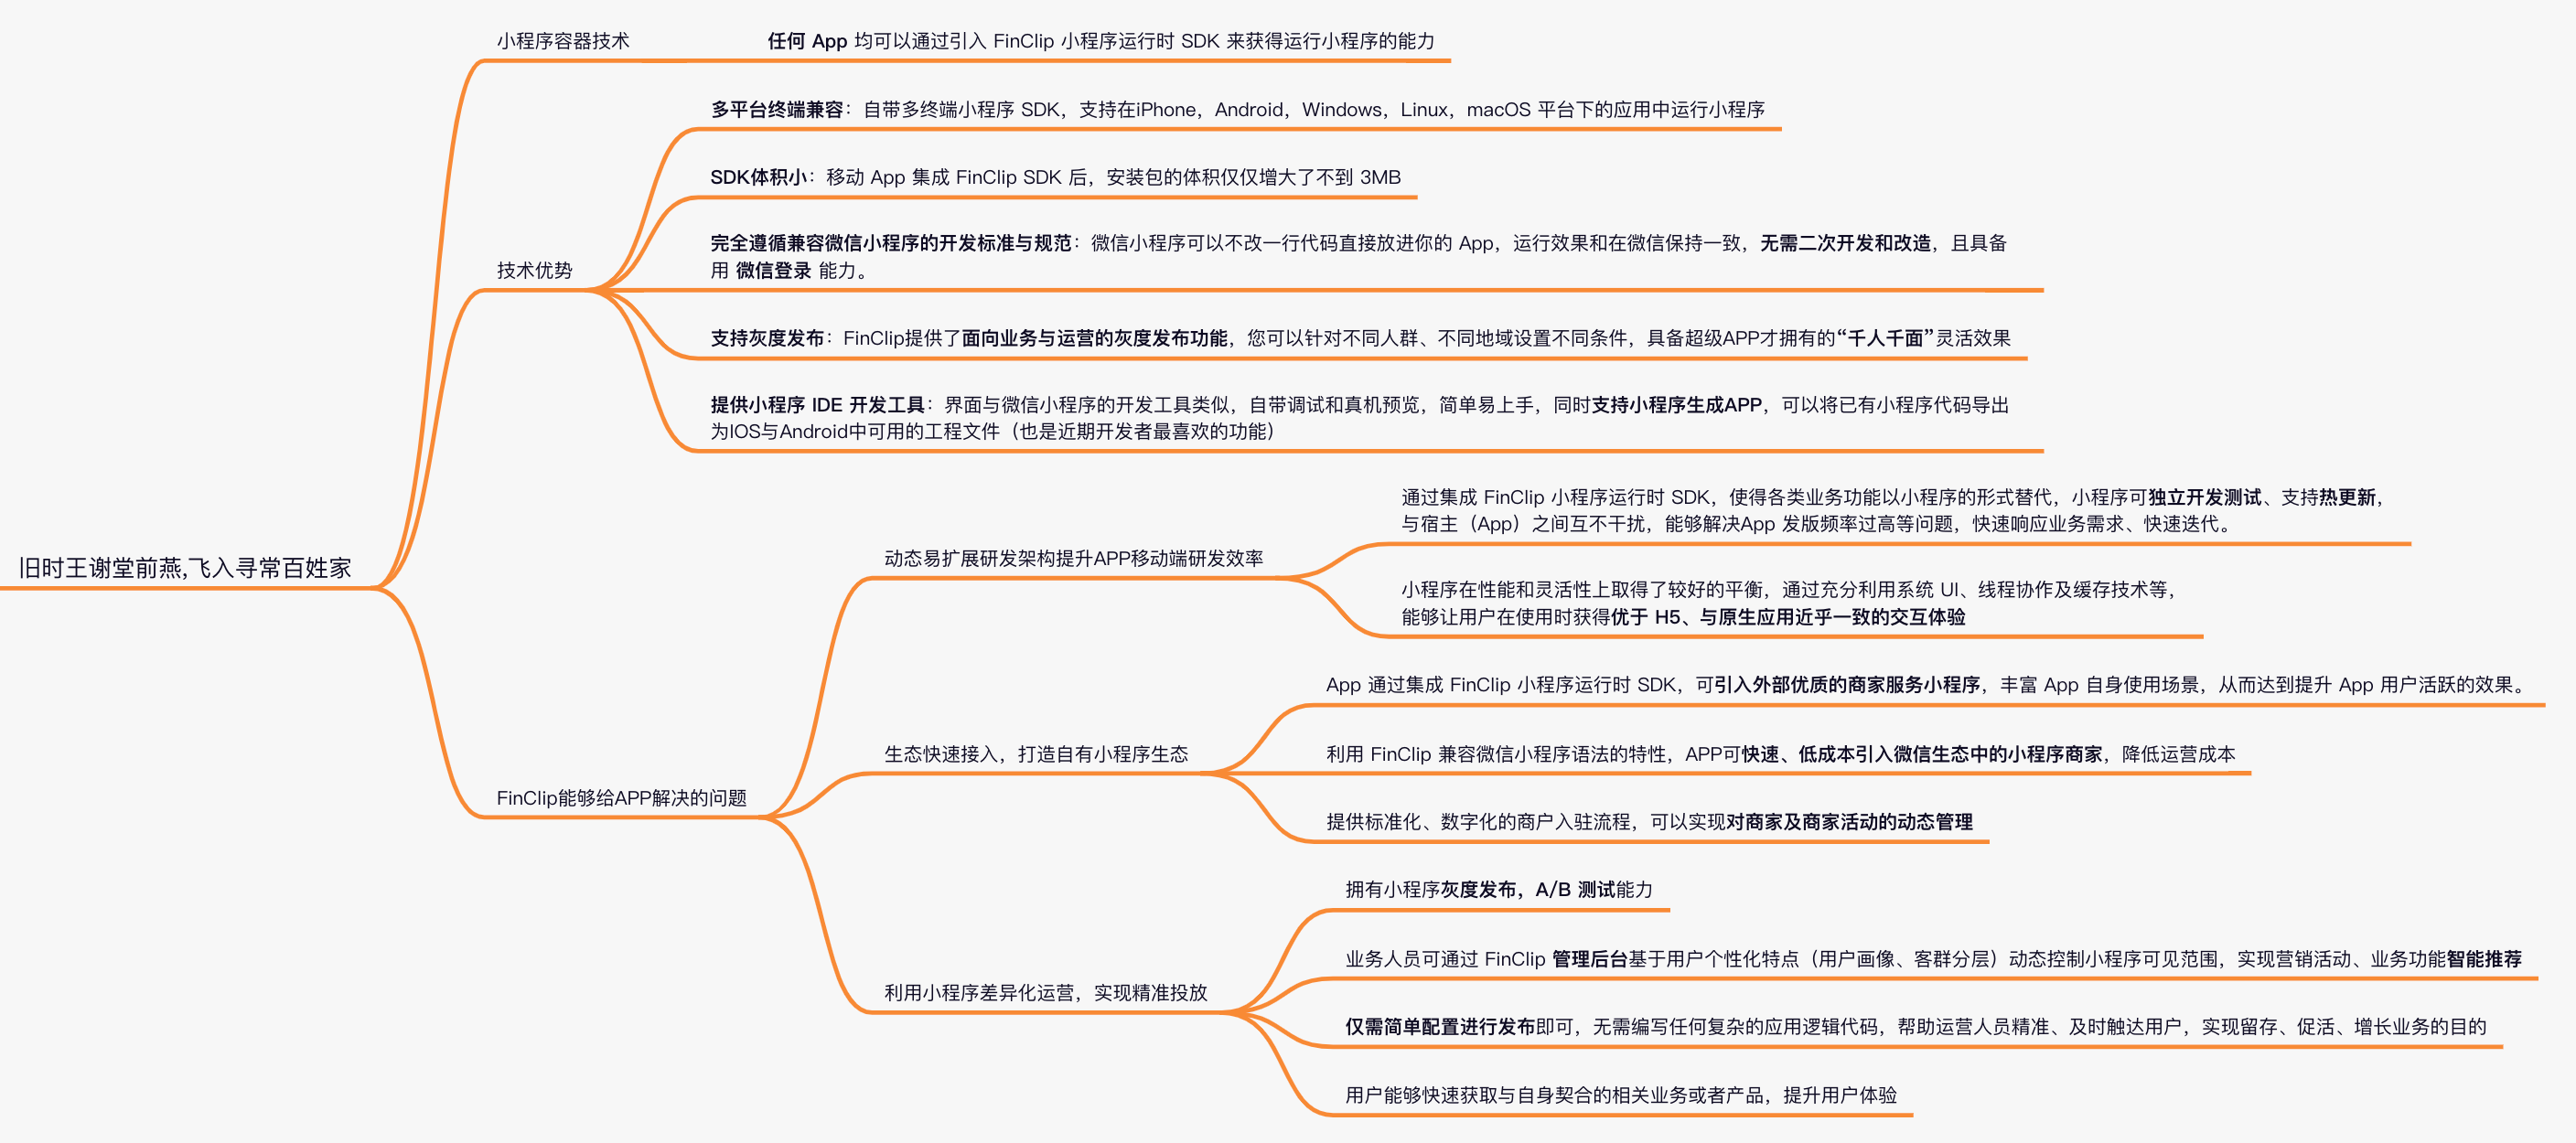 小程序容器技术
任何 App 均可以通过引入 FinClip 小程序运行时 SDK 来获得运行小程序的能力
多平台终端兼容：自带多终端小程序 SDK，支持在iPhone，Android，Windows，Linux，macOS 平台下的应用中运行小程序
SDK体积小：移动 App 集成 FinClip SDK 后，安装包的体积仅仅增大了不到 3MB
完全遵循兼容微信小程序的开发标准与规范：微信小程序可以不改一行代码直接放进你的 App，运行效果和在微信保持一致，无需二次开发和改造，且具备
用 微信登录 能力。
技术优势
支持灰度发布：FinClip提供了面向业务与运营的灰度发布功能，您可以针对不同人群、不同地域设置不同条件，具备超级APP才拥有的“千人千面”灵活效果
提供小程序 IDE 开发工具：界面与微信小程序的开发工具类似，自带调试和真机预览，简单易上手，同时支持小程序生成APP，可以将已有小程序代码导出
为IOS与Android中可用的工程文件（也是近期开发者最喜欢的功能）
旧时王谢堂前燕,飞入寻常百姓家
通过集成 FinClip 小程序运行时 SDK，使得各类业务功能以小程序的形式替代，小程序可独立开发测试、支持热更新，
与宿主（App）之间互不干扰，能够解决App 发版频率过高等问题，快速响应业务需求、快速迭代。
动态易扩展研发架构提升APP移动端研发效率
小程序在性能和灵活性上取得了较好的平衡，通过充分利用系统 UI、线程协作及缓存技术等，
能够让用户在使用时获得优于 H5、与原生应用近乎一致的交互体验
App 通过集成 FinClip 小程序运行时 SDK，可引入外部优质的商家服务小程序，丰富 App 自身使用场景，从而达到提升 App 用户活跃的效果。
生态快速接入，打造自有小程序生态
利用 FinClip 兼容微信小程序语法的特性，APP可快速、低成本引入微信生态中的小程序商家，降低运营成本
FinClip能够给APP解决的问题
提供标准化、数字化的商户入驻流程，可以实现对商家及商家活动的动态管理
拥有小程序灰度发布，A/B 测试能力
业务人员可通过 FinClip 管理后台基于用户个性化特点（用户画像、客群分层）动态控制小程序可见范围，实现营销活动、业务功能智能推荐
利用小程序差异化运营，实现精准投放
仅需简单配置进行发布即可，无需编写任何复杂的应用逻辑代码，帮助运营人员精准、及时触达用户，实现留存、促活、增长业务的目的
用户能够快速获取与自身契合的相关业务或者产品，提升用户体验